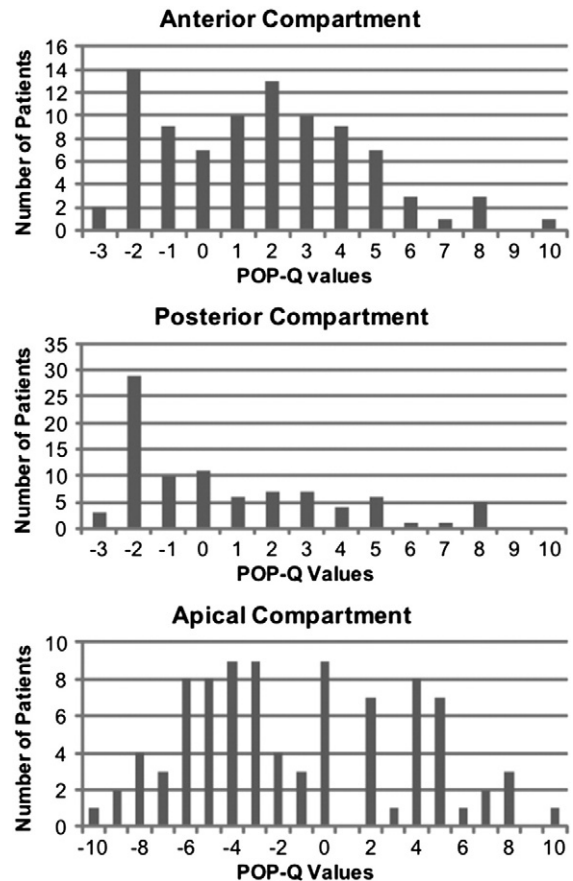 Anterior Compartment
Number of Patients
16
14
12
10
8
6
4
2
0
-3 -2 -1 0 1 2 3 4 5 6 7 8 9 10
POP-Q values
Posterior Compartment
Number of Patients
35
30
25
20
15
10
5
0
-3 -2 -1 0 1 2 3 4 5 6 7 8 9 10
POP-Q Values
Apical Compartment
Number of Patients
10
8
6
4
2
0
-10 -8 -6 -4 -2 0 2 4 6 8 10
POP-Q Values